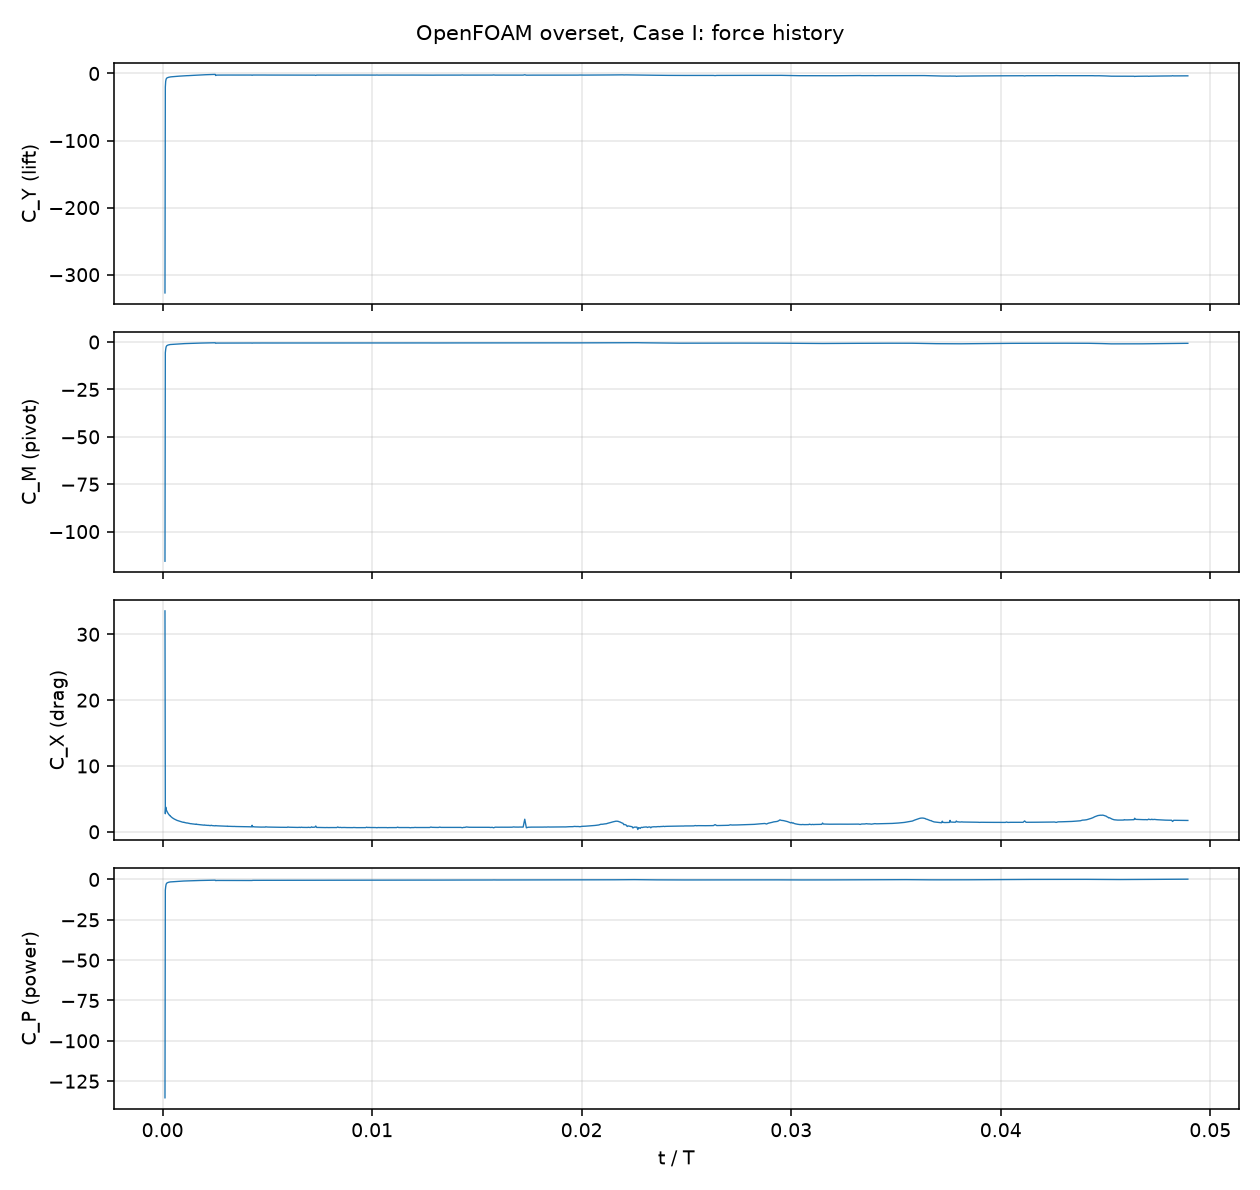 OpenFOAM overset, Case I: force history
C_Y (lift)
0
−100
−200
−300
C_M (pivot)
0
−25
−50
−75
−100
C_X (drag)
30
20
10
0
C_P (power)
0
−25
−50
−75
−100
−125
0.00 0.01 0.02 0.03 0.04 0.05
t / T